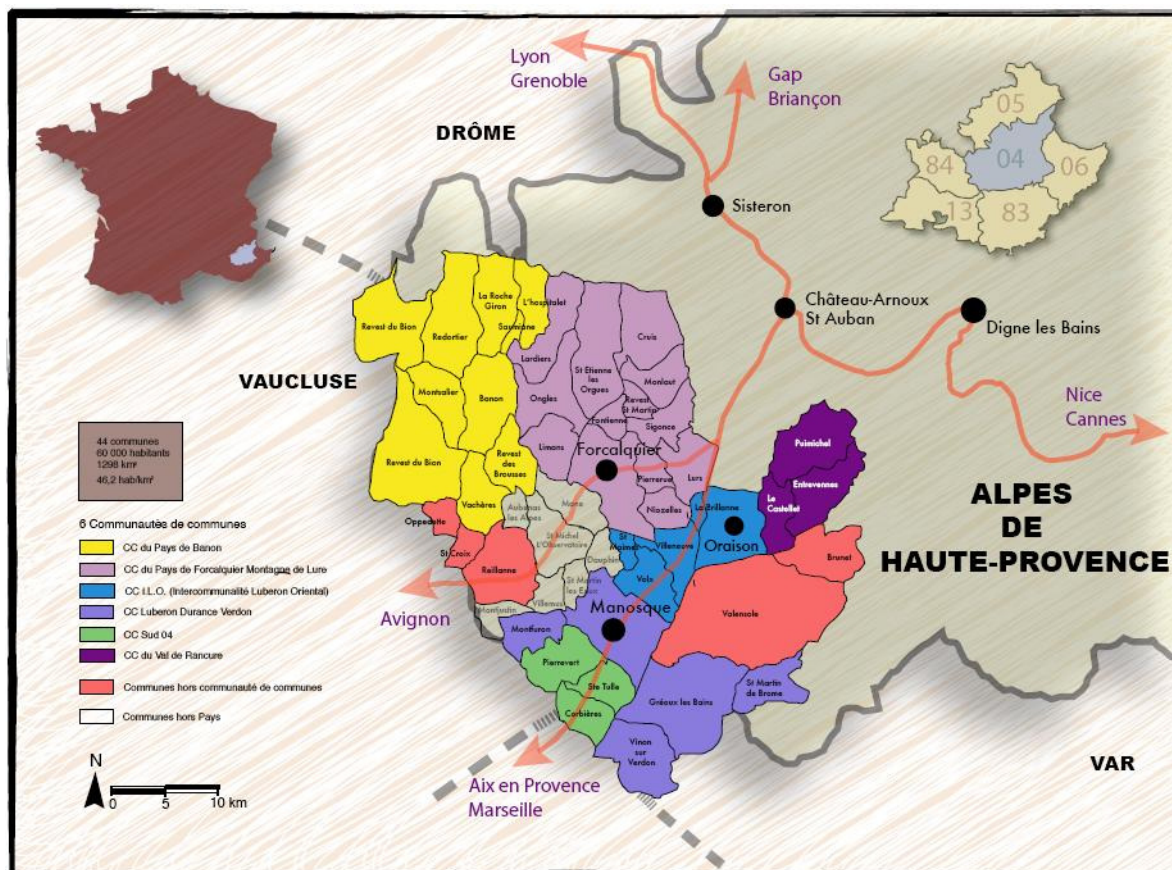 Lyon
Grenoble
Gap
Briançon
DRÔME
05
04
84
06
13
83
Sisteron
Château-Arnoux
St Auban
Digne les Bains
Nice
Cannes
VAUCLUSE
La Roche
Giron
L'hospitalet
Saumane
Revest du Bion
Redortier
Lardiers
Cruis
St Etienne
les
Orgues
Montsalier
Banon
Ongles
Monlaut
Revest
St Martin
Fontienne
Sigonce
Limans
Forcalquier
Revest du Bion
Revest
des
Brousses
Pierrerue
Lurs
Niozelles
Vachères
Puimichel
Entrevennes
Le
Castellet
44 communes
60 000 habitants
1298 km²
46,2 hab/km²
6 Communautés de communes
CC du Pays de Banon
CC du Pays de Forcalquier Montagne de Lure
CC I.L.O. (Intercommunalité Luberon Oriental)
CC Luberon Durance Verdon
CC Sud 04
CC du Val de Rancure
Communes hors communauté de communes
Communes hors Pays
Oppedette
Aubenas
les Alpes
Mane
La Brillanne
Oraison
St Croix
Reillanne
St Michel
L'Observatoire
Dauphin
St
Maime
Villeneuve
Volx
St Martin
les Eaux
Villemus
Montjustin
Brunet
Valensole
ALPES
DE
HAUTE-PROVENCE
Avignon
Manosque
Montfuron
Pierrevert
Ste Tulle
Corbières
Gréoux les Bains
St Martin
de Brome
Vinon
sur
Verdon
VAR
Aix en Provence
Marseille
N
0 5 10 km